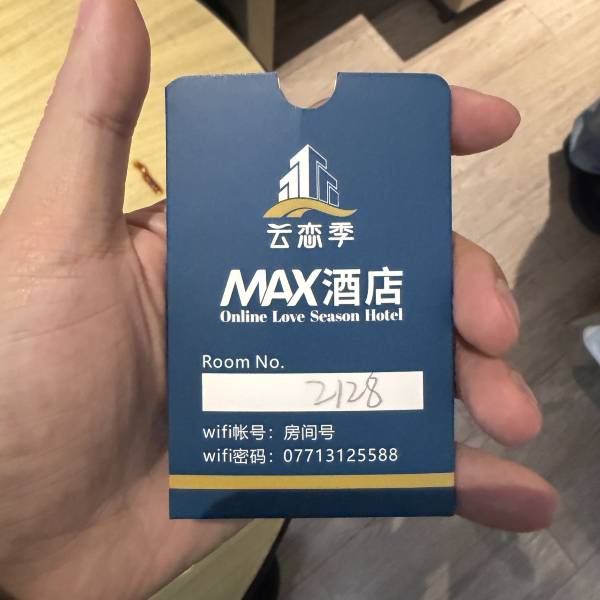 云恋季
MAX酒店
Online Love Season Hotel
Room No.
2128
wifi帐号：房间号
wifi密码：07713125588